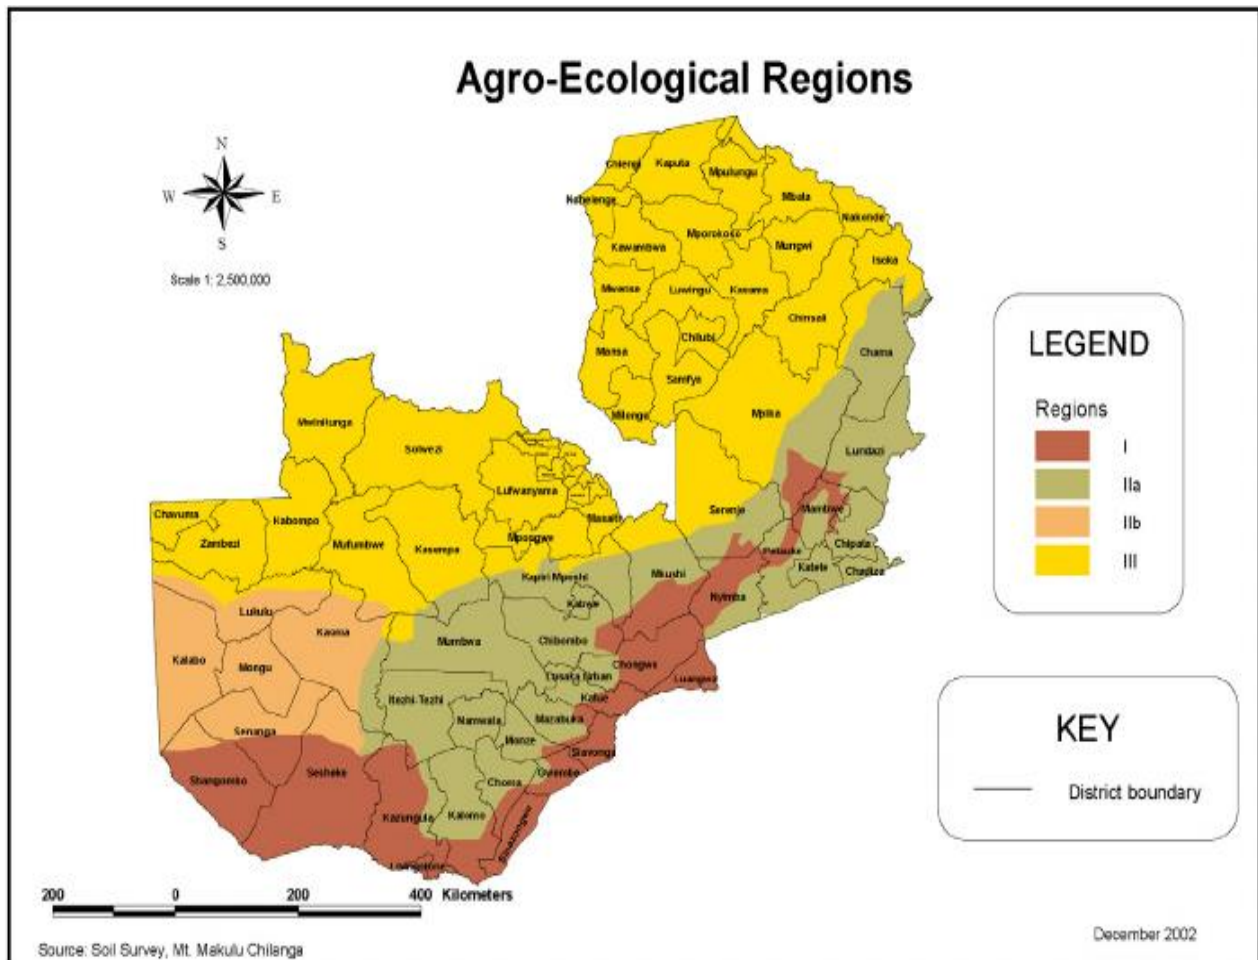 Agro-Ecological Regions
N
W
E
S
Scale 1: 2,500,000
Chiengi
Kaputa
Mpulungu
Mbala
Nchelenge
Nakonde
Mporokoso
Kawambwa
Mungwi
Isoka
Mwense
Luwingu
Kasama
Chinsali
Mansa
Chilubi
Chama
Samfya
Milenge
Mpika
Mwinilunga
Solwezi
Lundazi
Lufwanyama
Chavuma
Kabompo
Masaiti
Serenje
Mambwe
Zambezi
Mufumbwe
Kasempa
Mpongwe
Chipata
Petauke
Katete
Chadiza
Kapiri Mposhi
Mkushi
Nyimba
Lukulu
Kabwe
Kaoma
Mumbwa
Chibombo
Kalabo
Mongu
Chongwe
Lusaka Urban
Luangwa
Itezhi-Tezhi
Kafue
Namwala
Mazabuka
Senanga
Monze
Siavonga
Shangombo
Sesheke
Gwembe
Choma
Kazungula
Kalomo
Sinazongwe
Livingstone
LEGEND
Regions
I
IIa
IIb
III
KEY
District boundary
200 0 200 400 Kilometers
Source: Soil Survey, Mt. Makulu Chilanga
December 2002